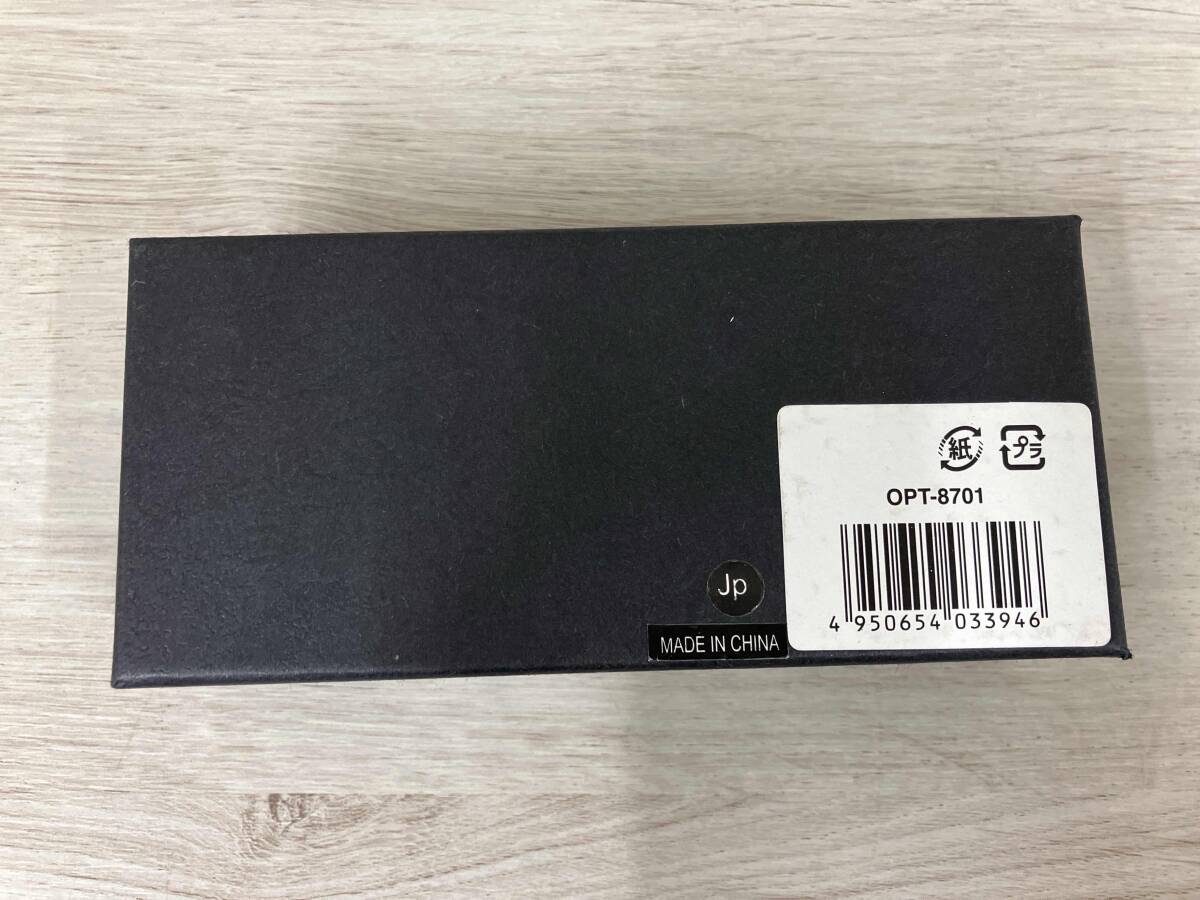 紙 プラ
OPT-8701
4 950654 033946
Jp
MADE IN CHINA